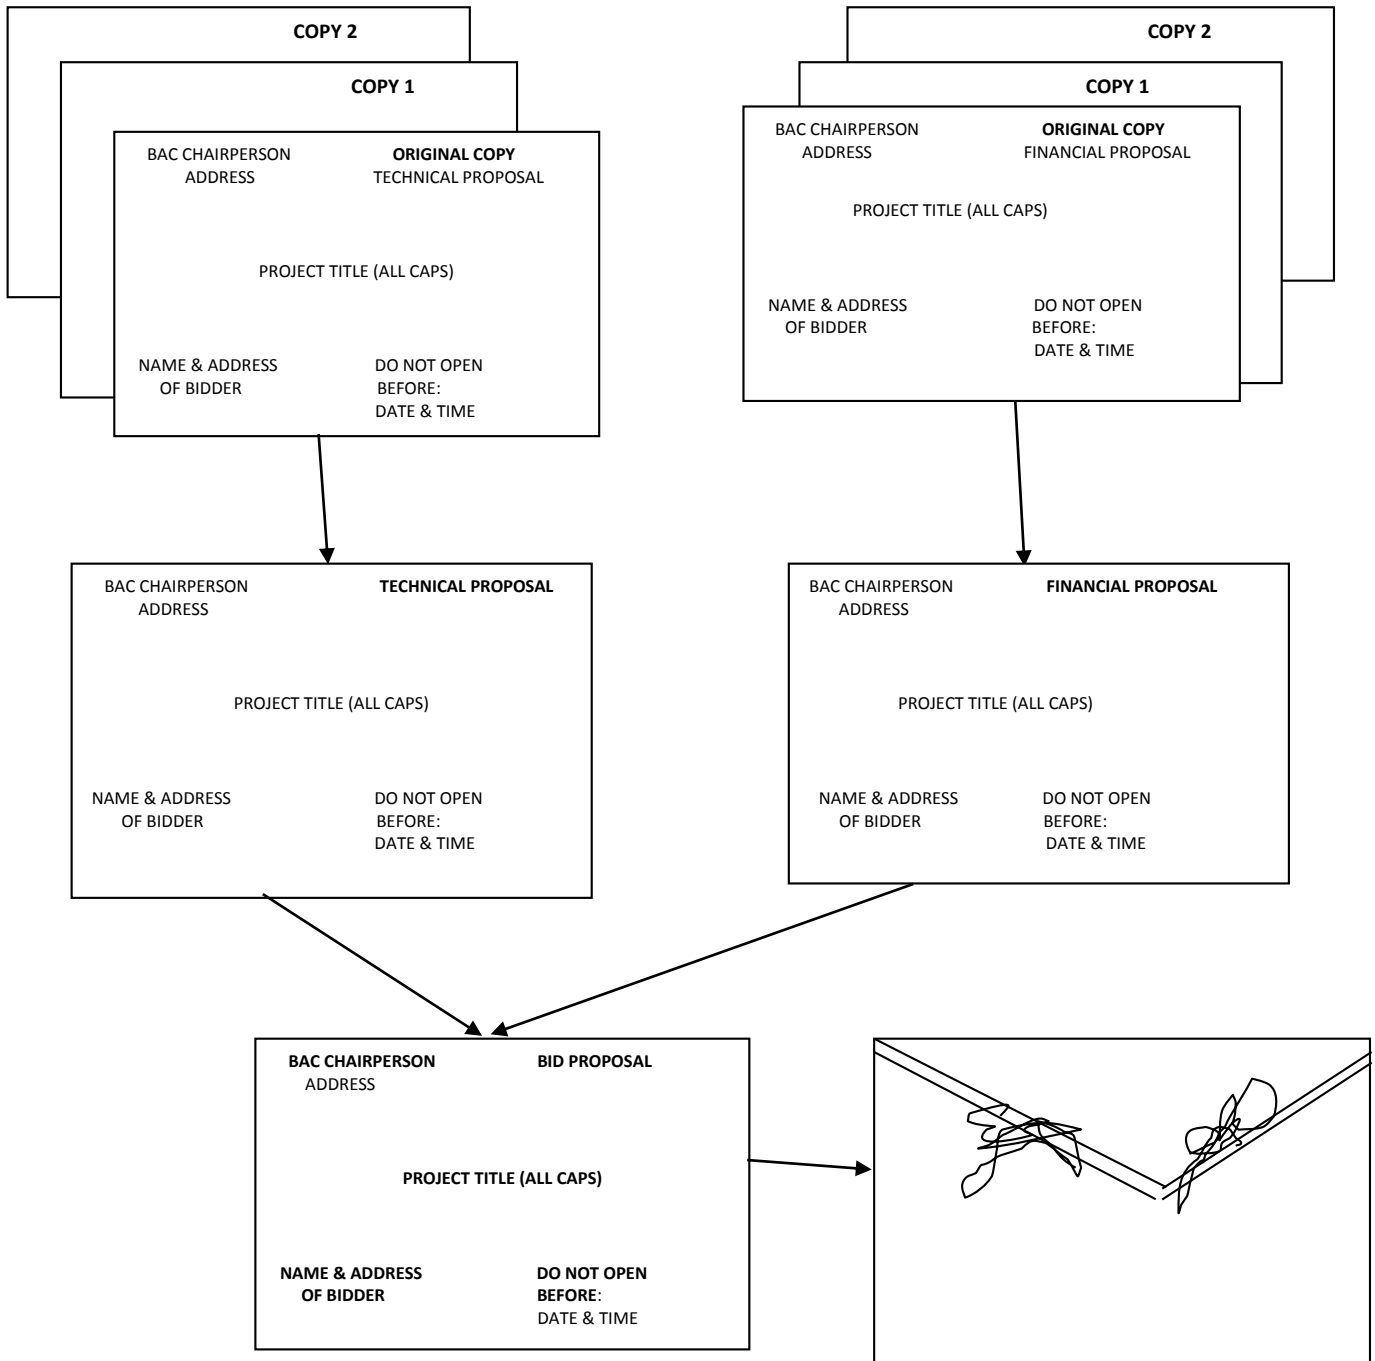 COPY 2
COPY 1
BAC CHAIRPERSON
ADDRESS
ORIGINAL COPY
TECHNICAL PROPOSAL
PROJECT TITLE (ALL CAPS)
NAME & ADDRESS
OF BIDDER
DO NOT OPEN
BEFORE:
DATE & TIME
COPY 2
COPY 1
BAC CHAIRPERSON
ADDRESS
ORIGINAL COPY
FINANCIAL PROPOSAL
PROJECT TITLE (ALL CAPS)
NAME & ADDRESS
OF BIDDER
DO NOT OPEN
BEFORE:
DATE & TIME
BAC CHAIRPERSON
ADDRESS
TECHNICAL PROPOSAL
PROJECT TITLE (ALL CAPS)
NAME & ADDRESS
OF BIDDER
DO NOT OPEN
BEFORE:
DATE & TIME
BAC CHAIRPERSON
ADDRESS
FINANCIAL PROPOSAL
PROJECT TITLE (ALL CAPS)
NAME & ADDRESS
OF BIDDER
DO NOT OPEN
BEFORE:
DATE & TIME
BAC CHAIRPERSON
ADDRESS
BID PROPOSAL
PROJECT TITLE (ALL CAPS)
NAME & ADDRESS
OF BIDDER
DO NOT OPEN
BEFORE:
DATE & TIME